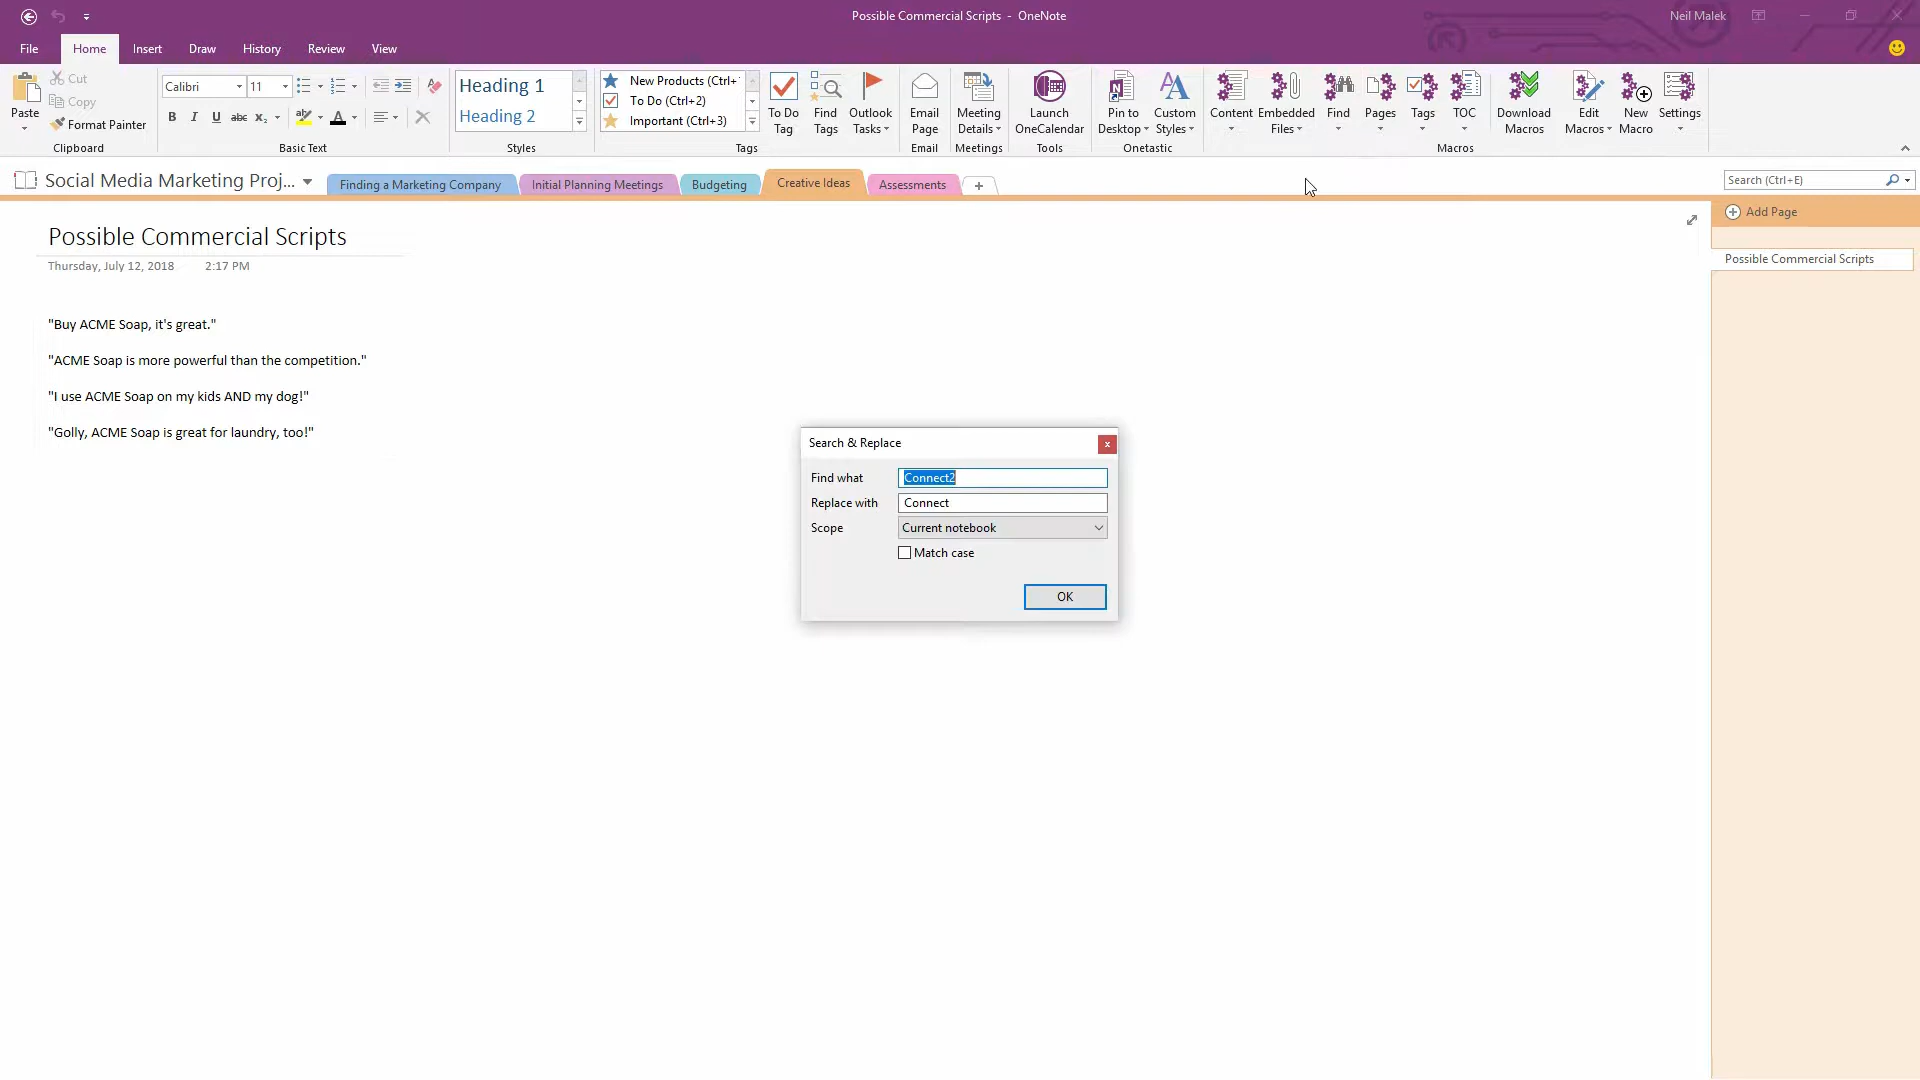 Possible Commercial Scripts - OneNote
Neil Malek
File Home Insert Draw History Review View
Paste
Cut
Copy
Format Painter
Clipboard
Calibri 11
B I U abc X₂ ab A
Basic Text
Heading 1
Heading 2
Styles
New Products (Ctrl+
To Do (Ctrl+2)
Important (Ctrl+3)
To Do Tag
Find Tags
Outlook Tasks
Tags
Email Page
Email
Meeting Details
Meetings
Launch OneCalendar
Tools
Pin to Desktop
Custom Styles
Onetastic
Content
Embedded Files
Find
Pages
Tags
TOC
Download Macros
Edit Macros
New Macro
Settings
Macros
Social Media Marketing Proj...
Finding a Marketing Company
Initial Planning Meetings
Budgeting
Creative Ideas
Assessments
+
Search (Ctrl+E)
Add Page
Possible Commercial Scripts
Possible Commercial Scripts
Thursday, July 12, 2018 2:17 PM
"Buy ACME Soap, it's great."
"ACME Soap is more powerful than the competition."
"I use ACME Soap on my kids AND my dog!"
"Golly, ACME Soap is great for laundry, too!"
Search & Replace
x
Find what Connect2
Replace with Connect
Scope Current notebook
Match case
OK